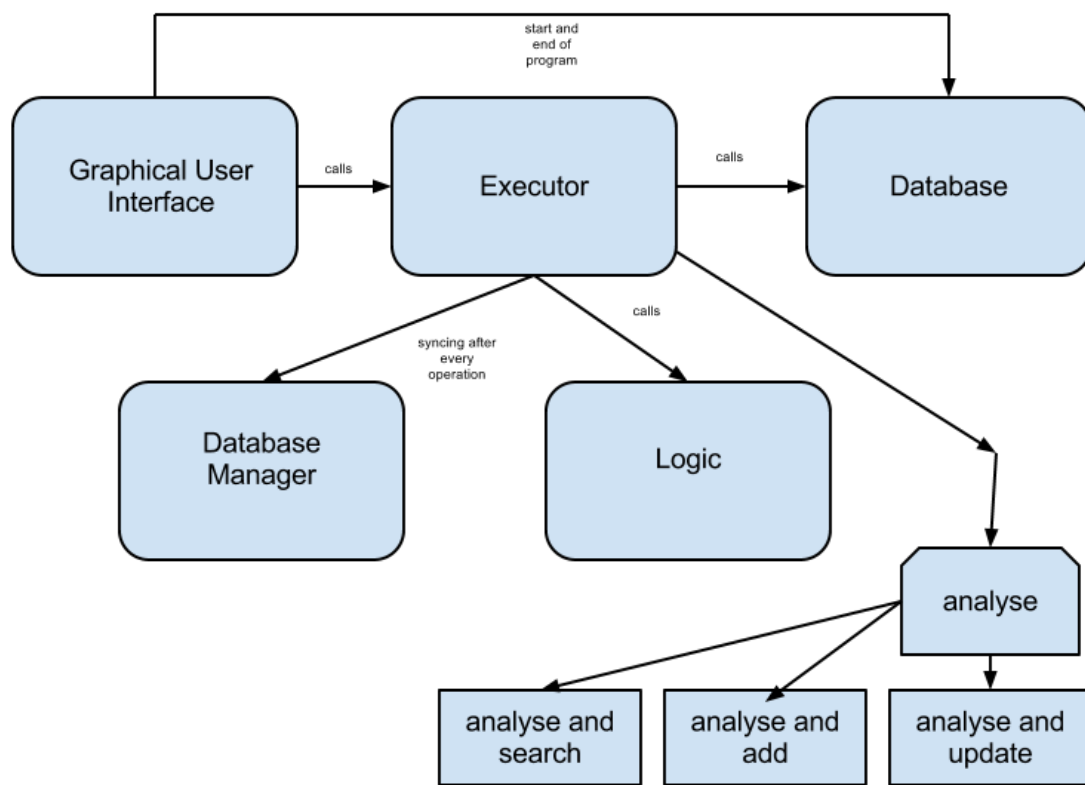 start and
end of
program
Graphical User
Interface
calls
Executor
calls
Database
syncing after
every
operation
calls
Database
Manager
Logic
analyse
analyse and
search
analyse and
add
analyse and
update